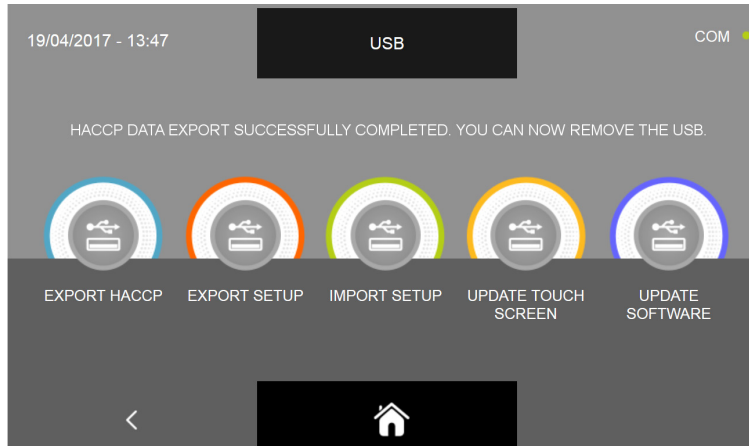 19/04/2017 - 13:47
USB
COM
HACCP DATA EXPORT SUCCESSFULLY COMPLETED. YOU CAN NOW REMOVE THE USB.
EXPORT HACCP
EXPORT SETUP
IMPORT SETUP
UPDATE TOUCH
SCREEN
UPDATE
SOFTWARE